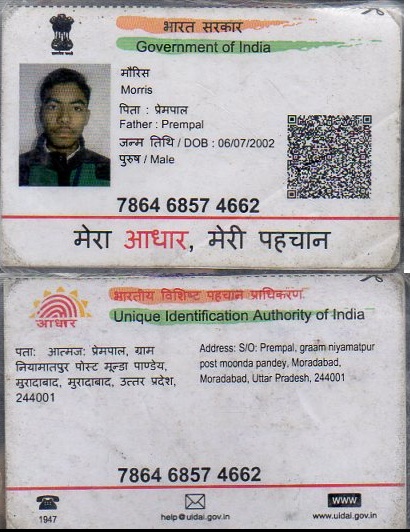 भारत सरकार
Government of India
मौरिस
Morris
पिता : प्रेमपाल
Father : Prempal
जन्म तिथि / DOB : 06/07/2002
पुरुष / Male
7864 6857 4662
मेरा आधार, मेरी पहचान
भारतीय विशिष्ट पहचान प्राधिकरण
Unique Identification Authority of India
आधार
पता: आत्मज: प्रेमपाल, ग्राम
नियामातपुर पोस्ट मून्डा पाण्डेय,
मुरादाबाद, मुरादाबाद, उत्तर प्रदेश,
244001
Address: S/O: Prempal, graam niyamatpur
post moonda pandey, Moradabad,
Moradabad, Uttar Pradesh, 244001
7864 6857 4662
1947
help@uidai.gov.in
WWW
www.uidai.gov.in